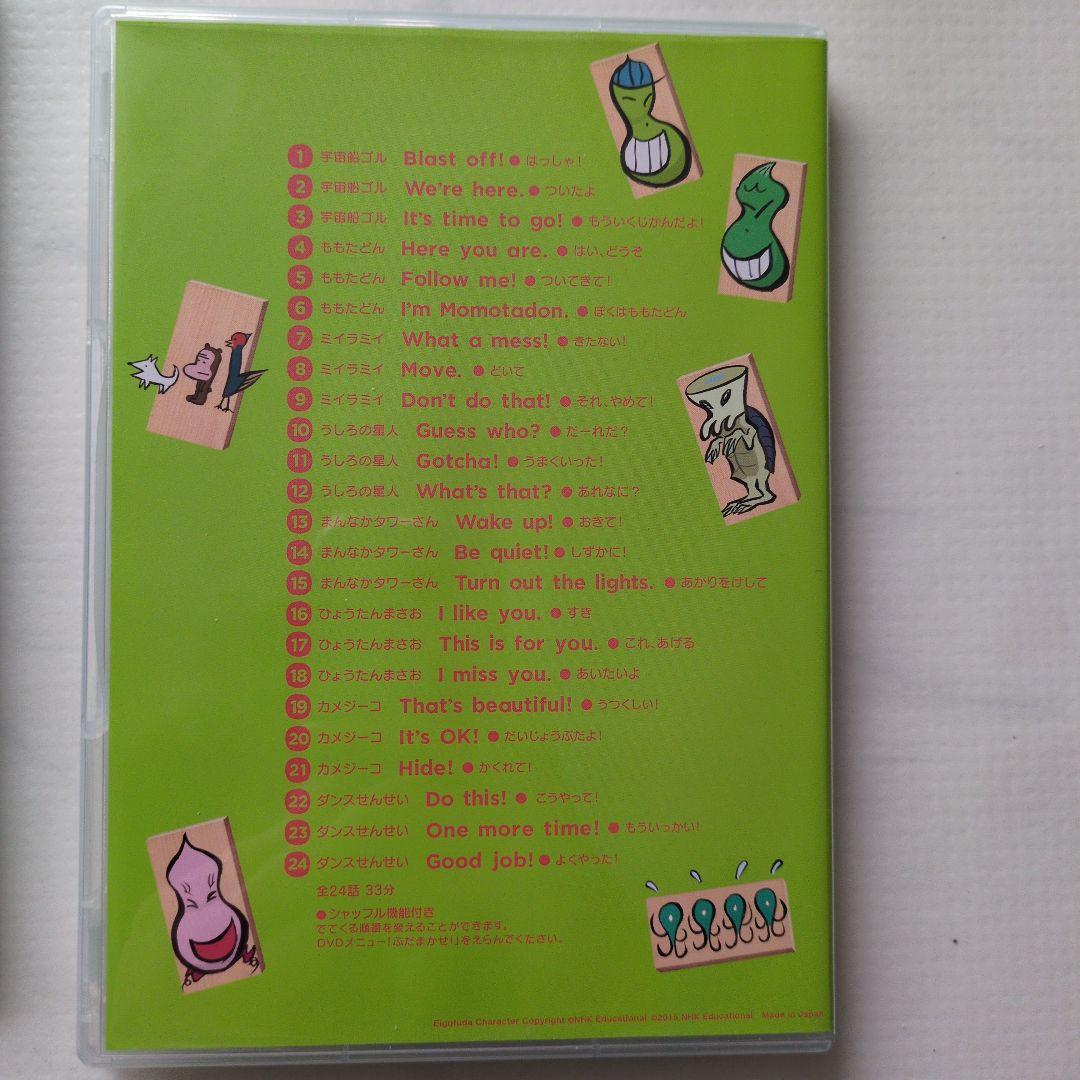 1 宇宙船ゴル Blast off! ● はっしゃ!
2 宇宙船ゴル We're here. ● ついたよ
3 宇宙船ゴル It's time to go! ● もういくじかんだよ!
4 ももたどん Here you are. ● はい、どうぞ
5 ももたどん Follow me! ● ついてきて!
6 ももたどん I'm Momotadon. ● ぼくはももたどん
7 ミイラミイ What a mess! ● きたない!
8 ミイラミイ Move. ● どいて
9 ミイラミイ Don't do that! ● それ、やめて!
10 うしろの星人 Guess who? ● だーれだ?
11 うしろの星人 Gotcha! ● うまくいった!
12 うしろの星人 What's that? ● あれなに?
13 まんなかタワーさん Wake up! ● おきて!
14 まんなかタワーさん Be quiet! ● しずかに!
15 まんなかタワーさん Turn out the lights. ● あかりをけして
16 ひょうたんまさお I like you. ● すき
17 ひょうたんまさお This is for you. ● これ、あげる
18 ひょうたんまさお I miss you. ● あいたいよ
19 カメジーコ That's beautiful! ● うつくしい!
20 カメジーコ It's OK! ● だいじょうぶだよ!
21 カメジーコ Hide! ● かくれて!
22 ダンスせんせい Do this! ● こうやって!
23 ダンスせんせい One more time! ● もういっかい!
24 ダンスせんせい Good job! ● よくやった!
全24話 33分
● シャッフル機能付き
でてくる順番を変えることができます。
DVDメニュー「ふだまかせ!」をえらんでください。
Eigofuda Character Copyright ©NHK Educational ©2015 NHK Educational Made in Japan